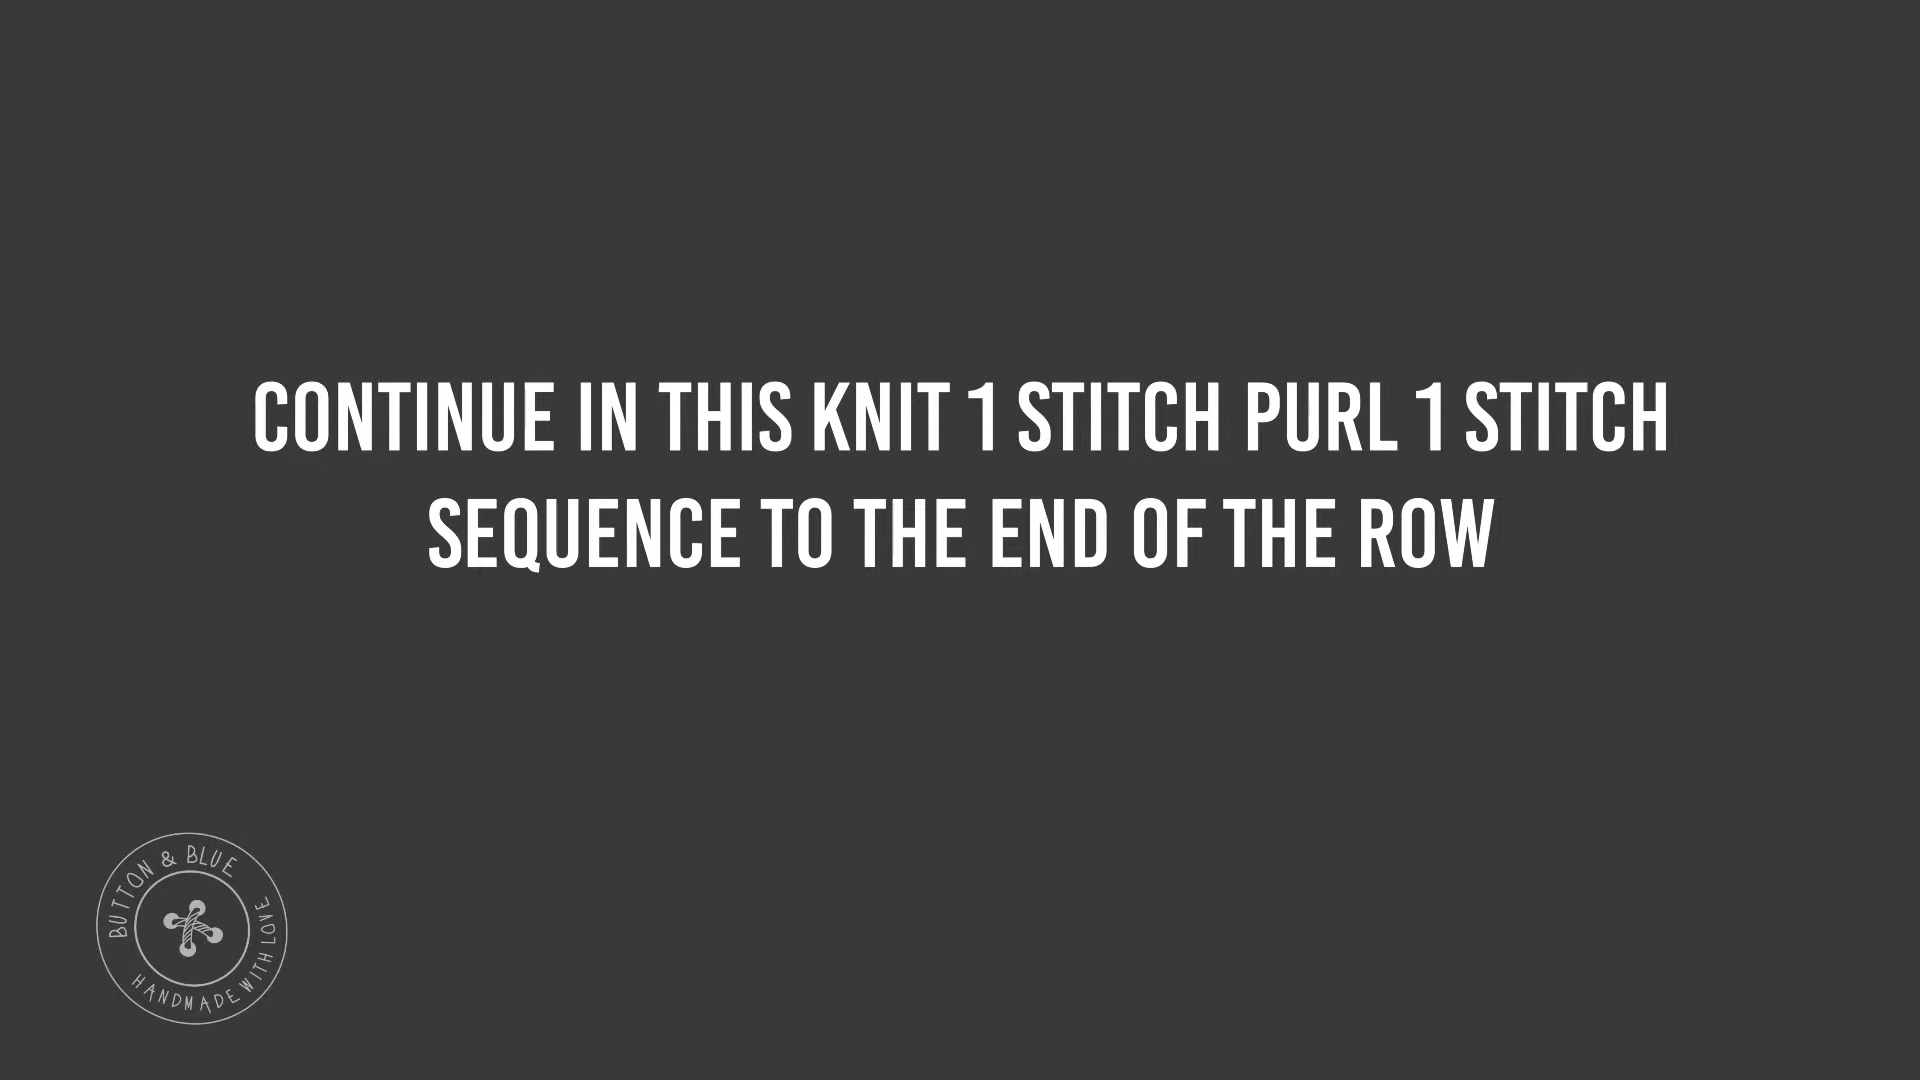 CONTINUE IN THIS KNIT 1 STITCH PURL 1 STITCH
SEQUENCE TO THE END OF THE ROW
BUTTON & BLUE
HANDMADE WITH LOVE